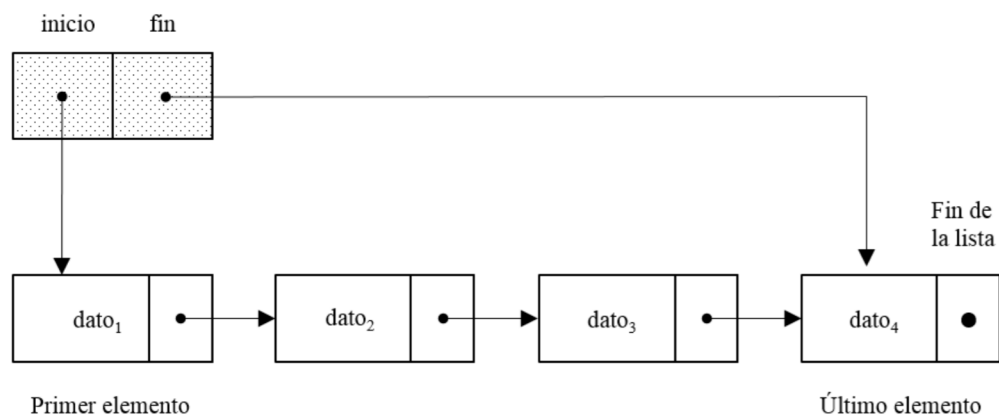 inicio fin
Fin de
la lista
dato₁ dato₂ dato₃ dato₄
Primer elemento Último elemento